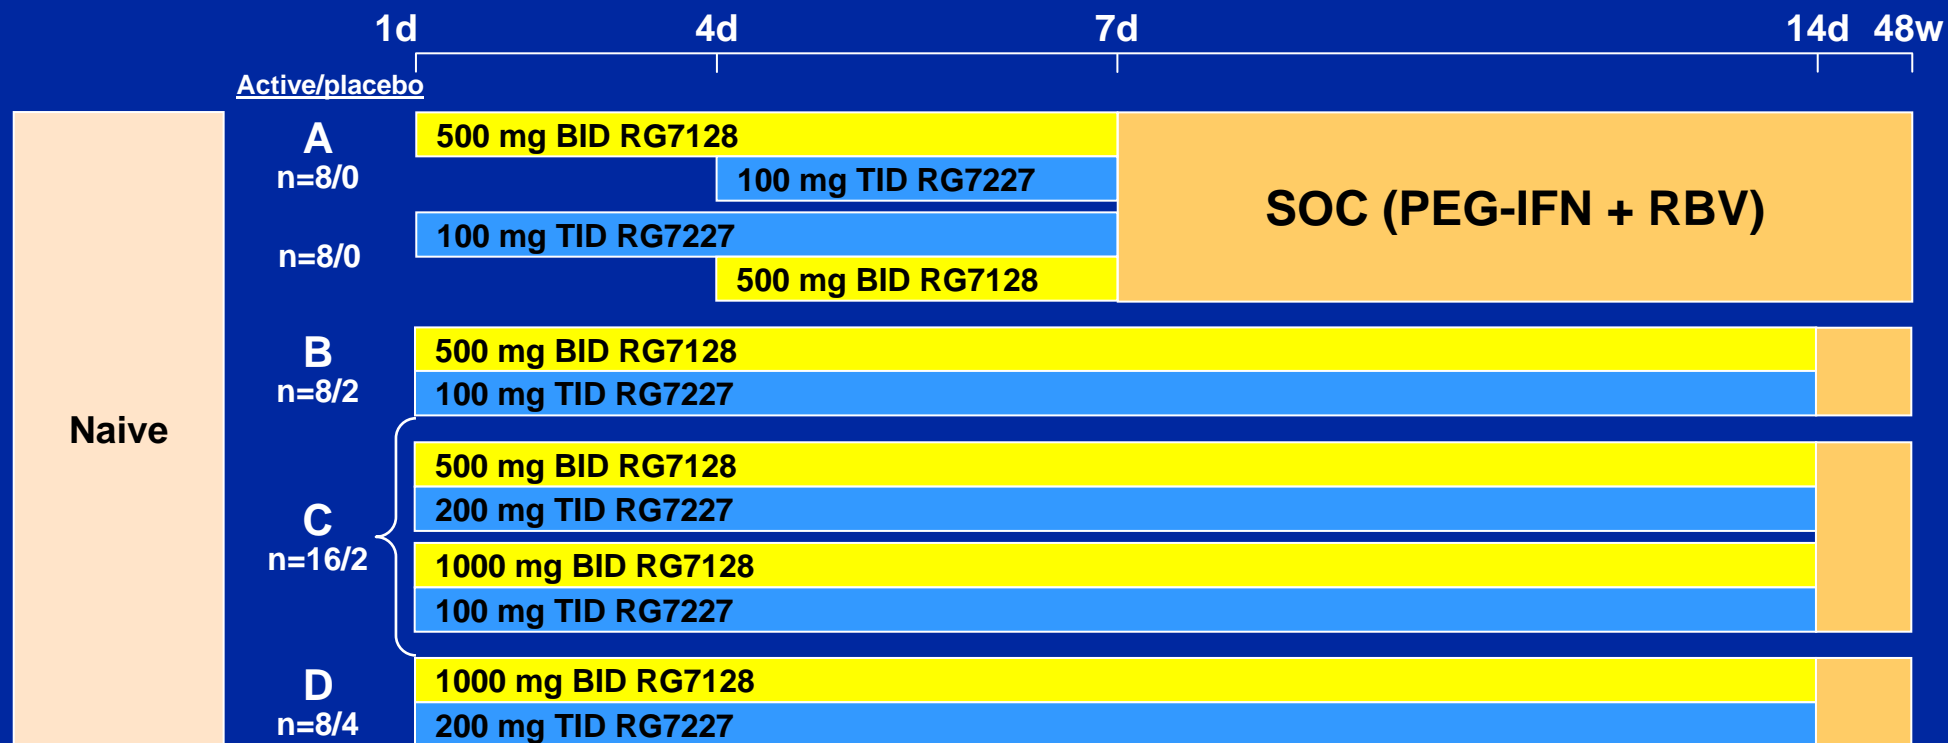 1d 4d 7d 14d 48w
Active/placebo
Naive
A
n=8/0
500 mg BID RG7128
100 mg TID RG7227
n=8/0
100 mg TID RG7227
500 mg BID RG7128
SOC (PEG-IFN + RBV)
B
n=8/2
500 mg BID RG7128
100 mg TID RG7227
C
n=16/2
500 mg BID RG7128
200 mg TID RG7227
1000 mg BID RG7128
100 mg TID RG7227
D
n=8/4
1000 mg BID RG7128
200 mg TID RG7227